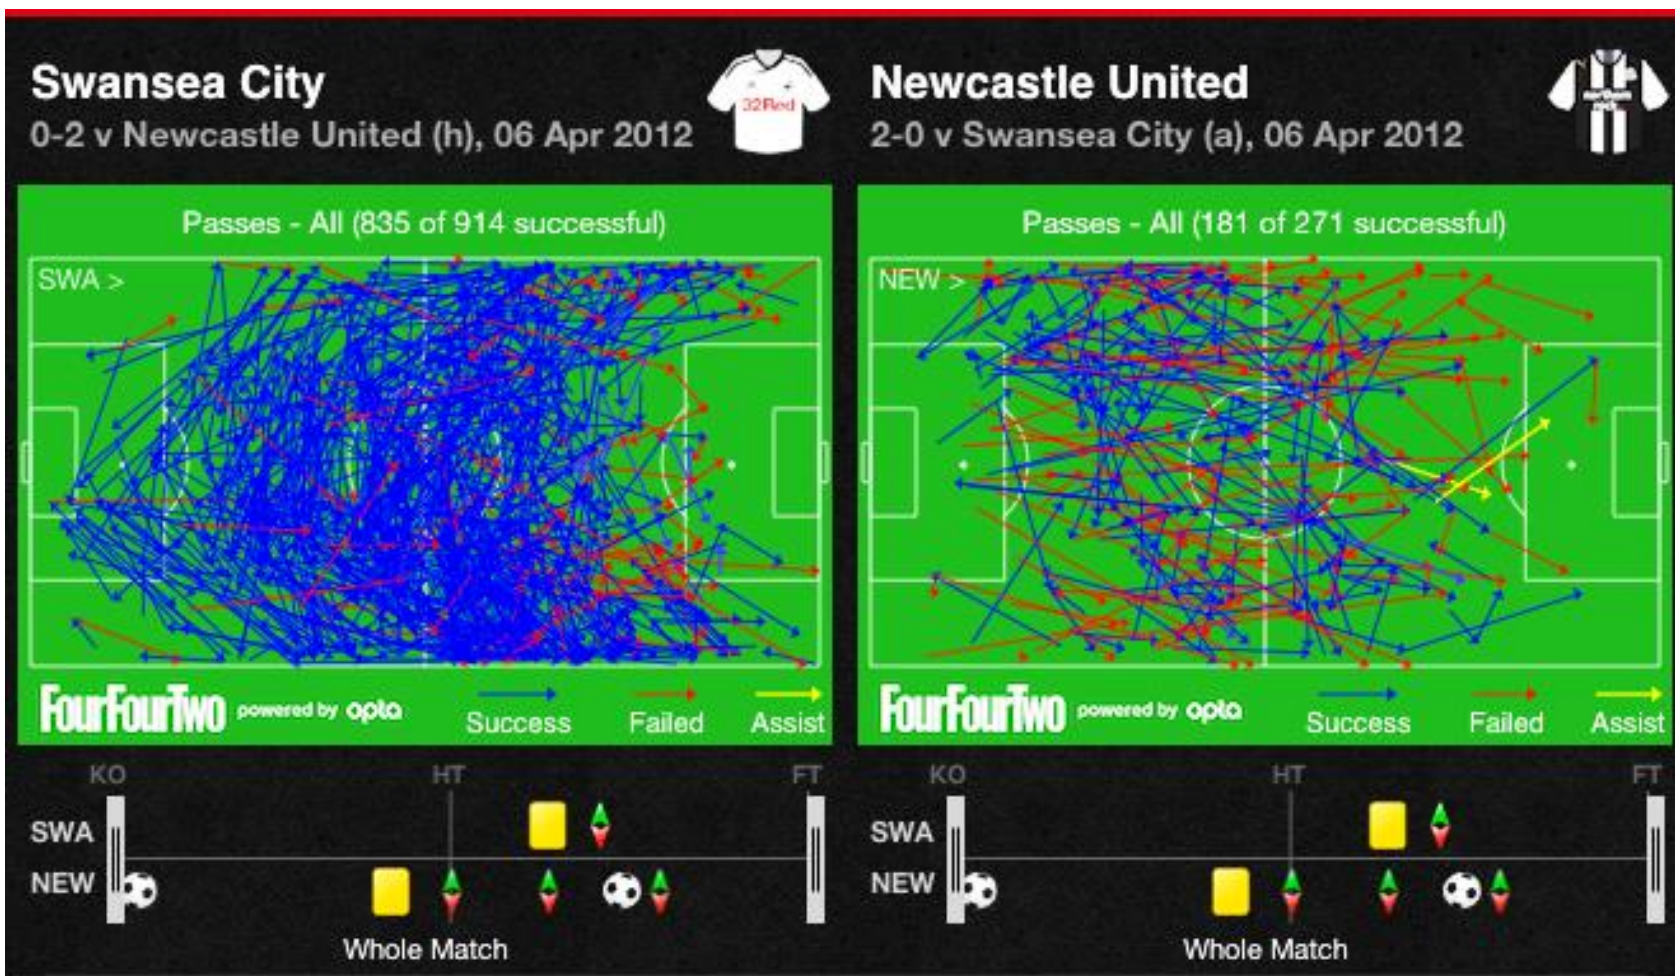 Swansea City
0-2 v Newcastle United (h), 06 Apr 2012
32Red
Passes - All (835 of 914 successful)
SWA >
FourFourTwo powered by opta
Success
Failed
Assist
KO
HT
FT
SWA
NEW
Whole Match
Newcastle United
2-0 v Swansea City (a), 06 Apr 2012
northern
rock
Passes - All (181 of 271 successful)
NEW >
FourFourTwo powered by opta
Success
Failed
Assist
KO
HT
FT
SWA
NEW
Whole Match